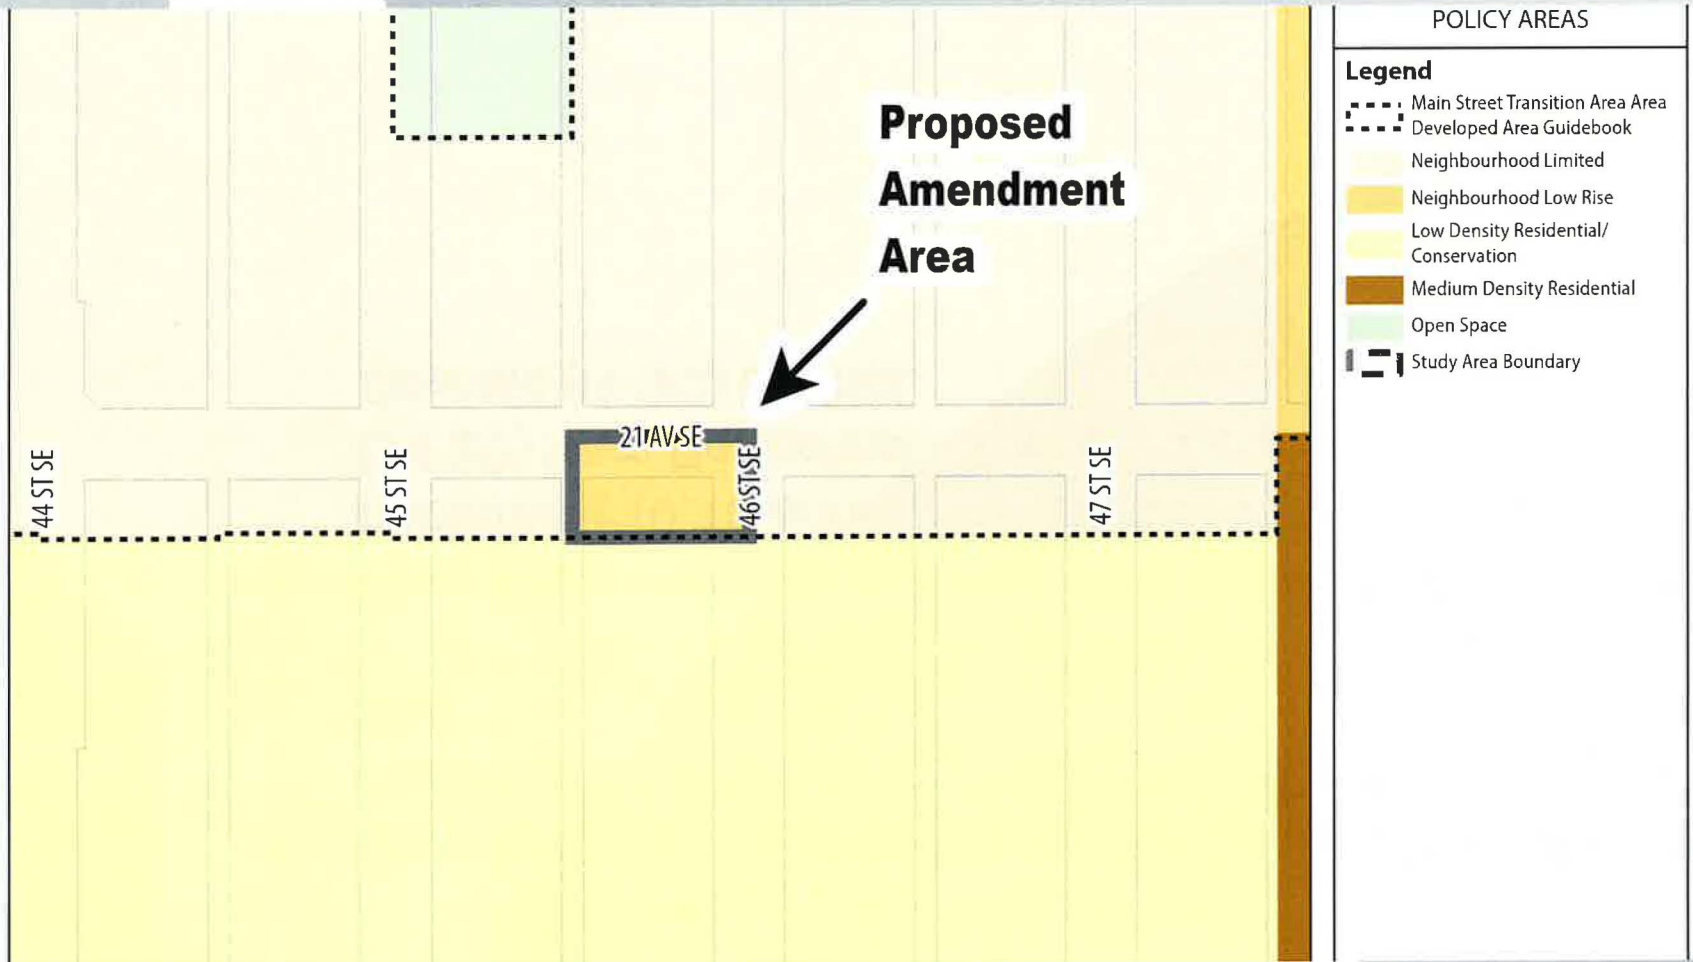 POLICY AREAS
Legend
Main Street Transition Area Area
Developed Area Guidebook
Neighbourhood Limited
Neighbourhood Low Rise
Low Density Residential/
Conservation
Medium Density Residential
Open Space
Study Area Boundary
Proposed
Amendment
Area
21 AV SE
44 ST SE
45 ST SE
46 ST SE
47 ST SE